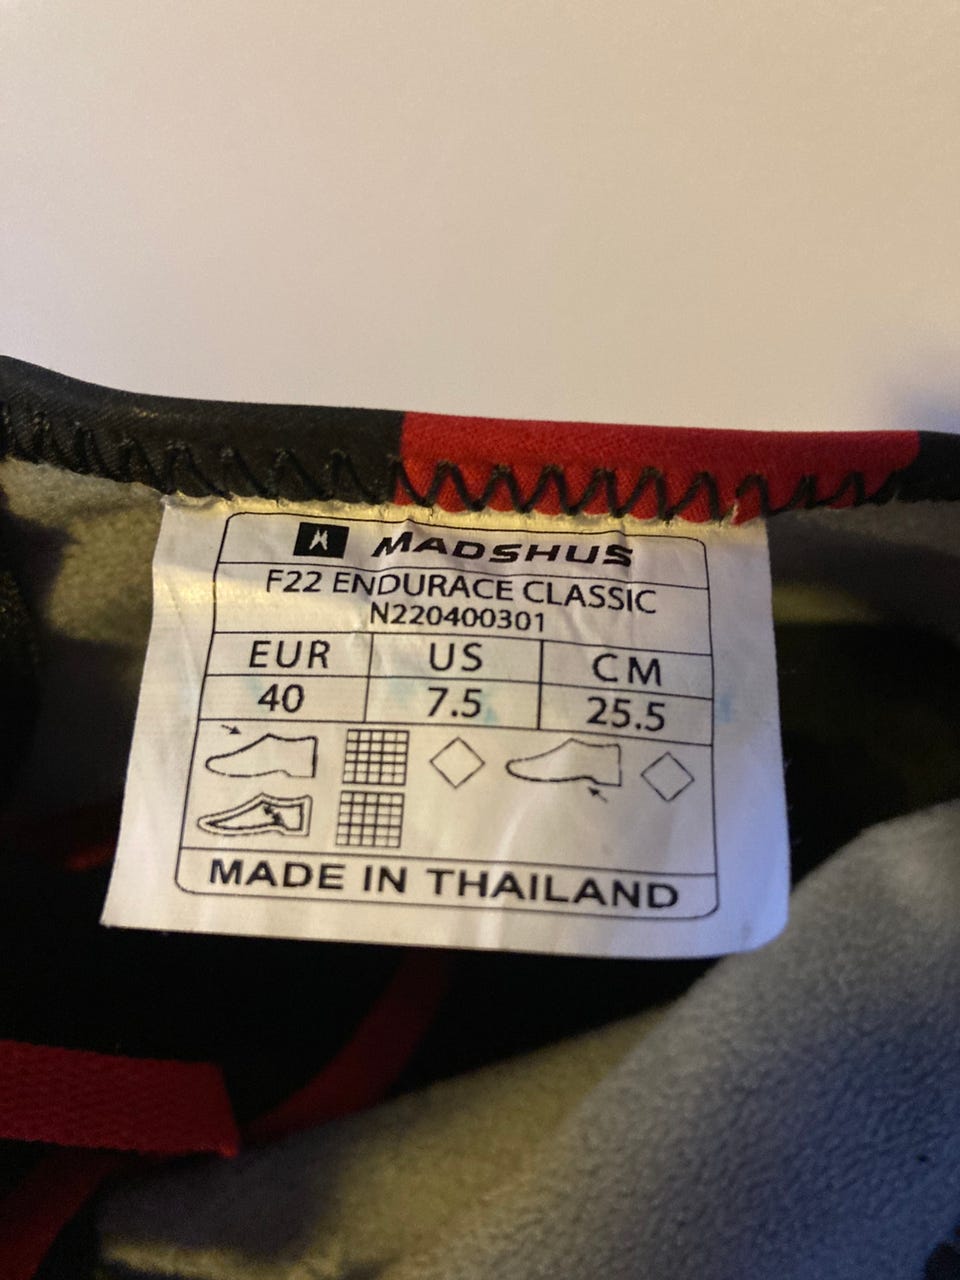 MADSHUS
F22 ENDURACE CLASSIC
N220400301
EUR US CM
40 7.5 25.5
MADE IN THAILAND